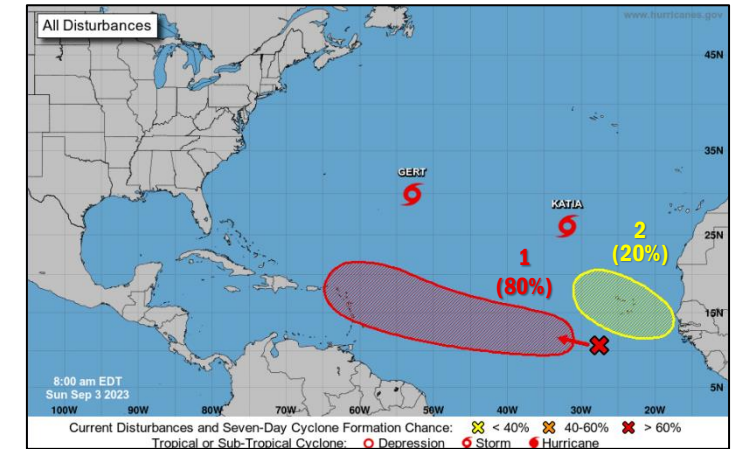 All Disturbances
www.hurricanes.gov
45N
35N
GERT
KATIA
25N
2
(20%)
1
(80%)
15N
8:00 am EDT
Sun Sep 3 2023
5N
100W 90W 80W 70W 60W 50W 40W 30W 20W
Current Disturbances and Seven-Day Cyclone Formation Chance: < 40% 40-60% > 60%
Tropical or Sub-Tropical Cyclone: Depression Storm Hurricane